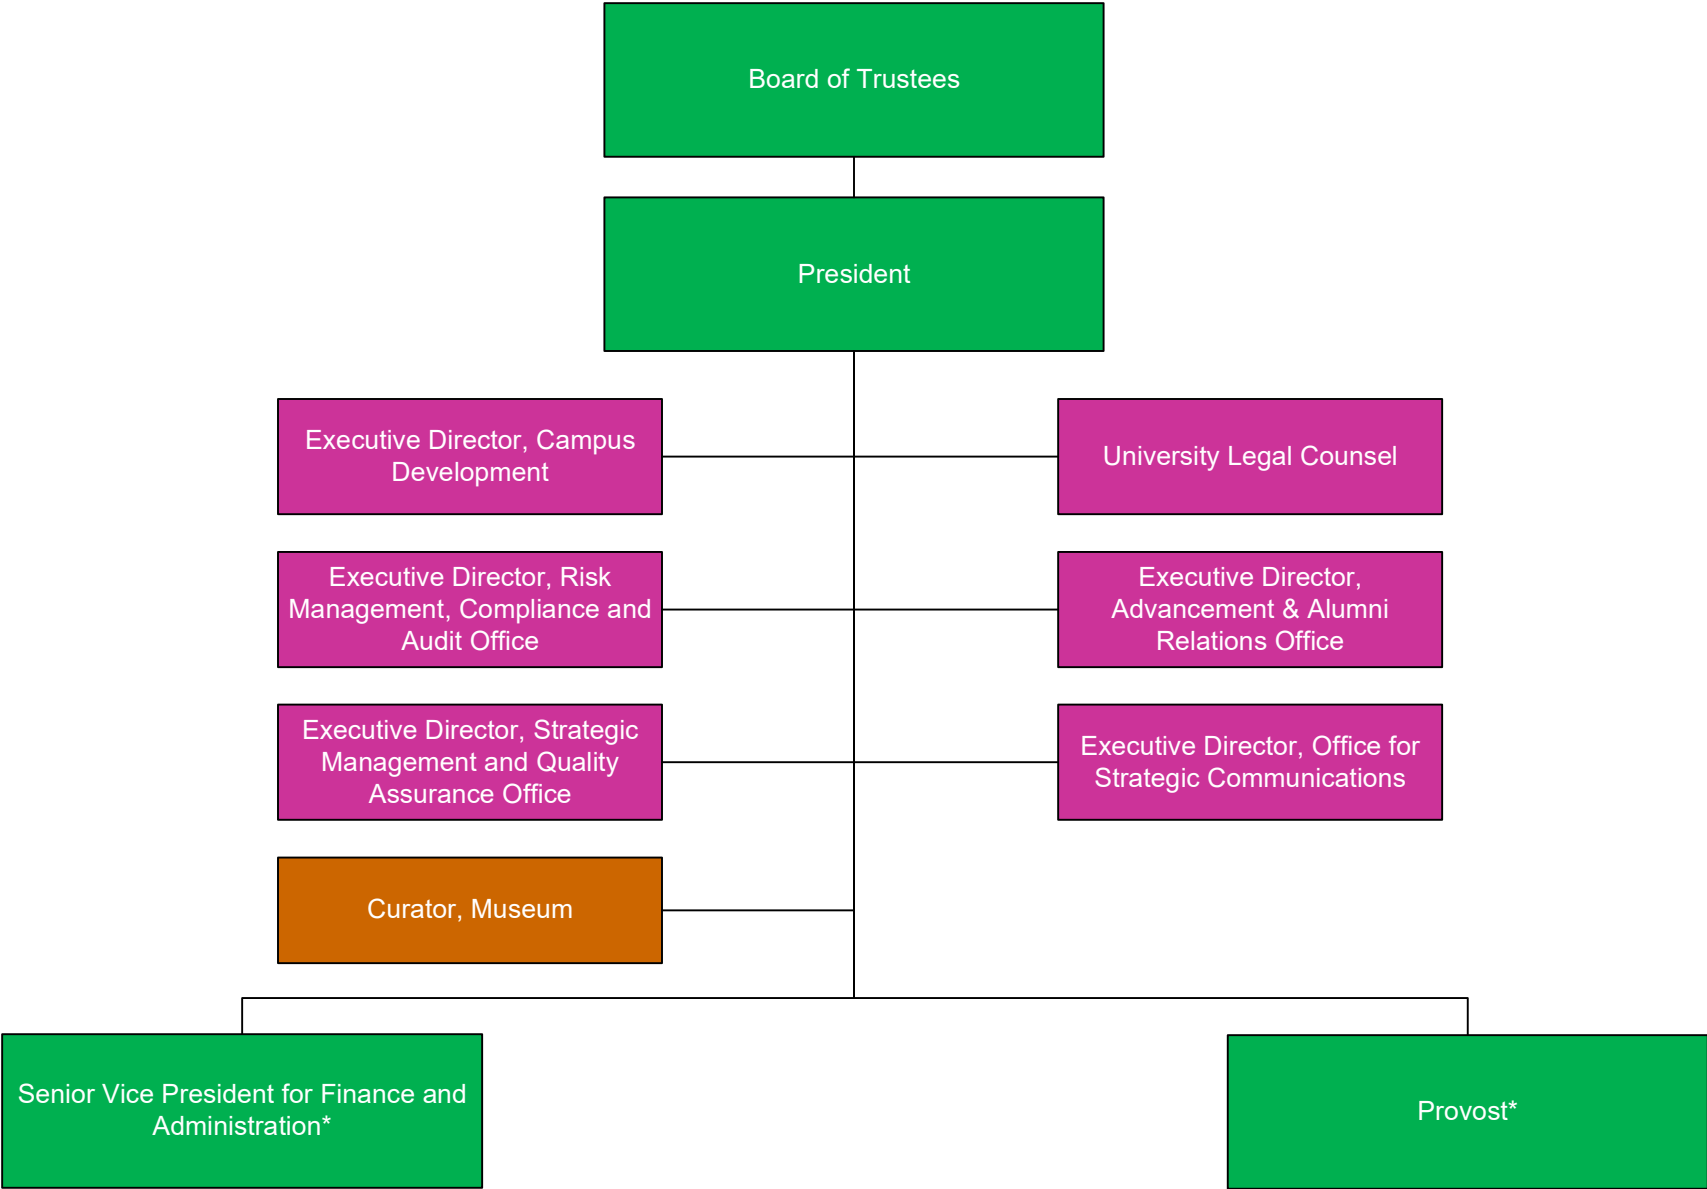 Board of Trustees
President
Executive Director, Campus
Development
University Legal Counsel
Executive Director, Risk
Management, Compliance and
Audit Office
Executive Director,
Advancement & Alumni
Relations Office
Executive Director, Strategic
Management and Quality
Assurance Office
Executive Director, Office for
Strategic Communications
Curator, Museum
Senior Vice President for Finance and
Administration*
Provost*